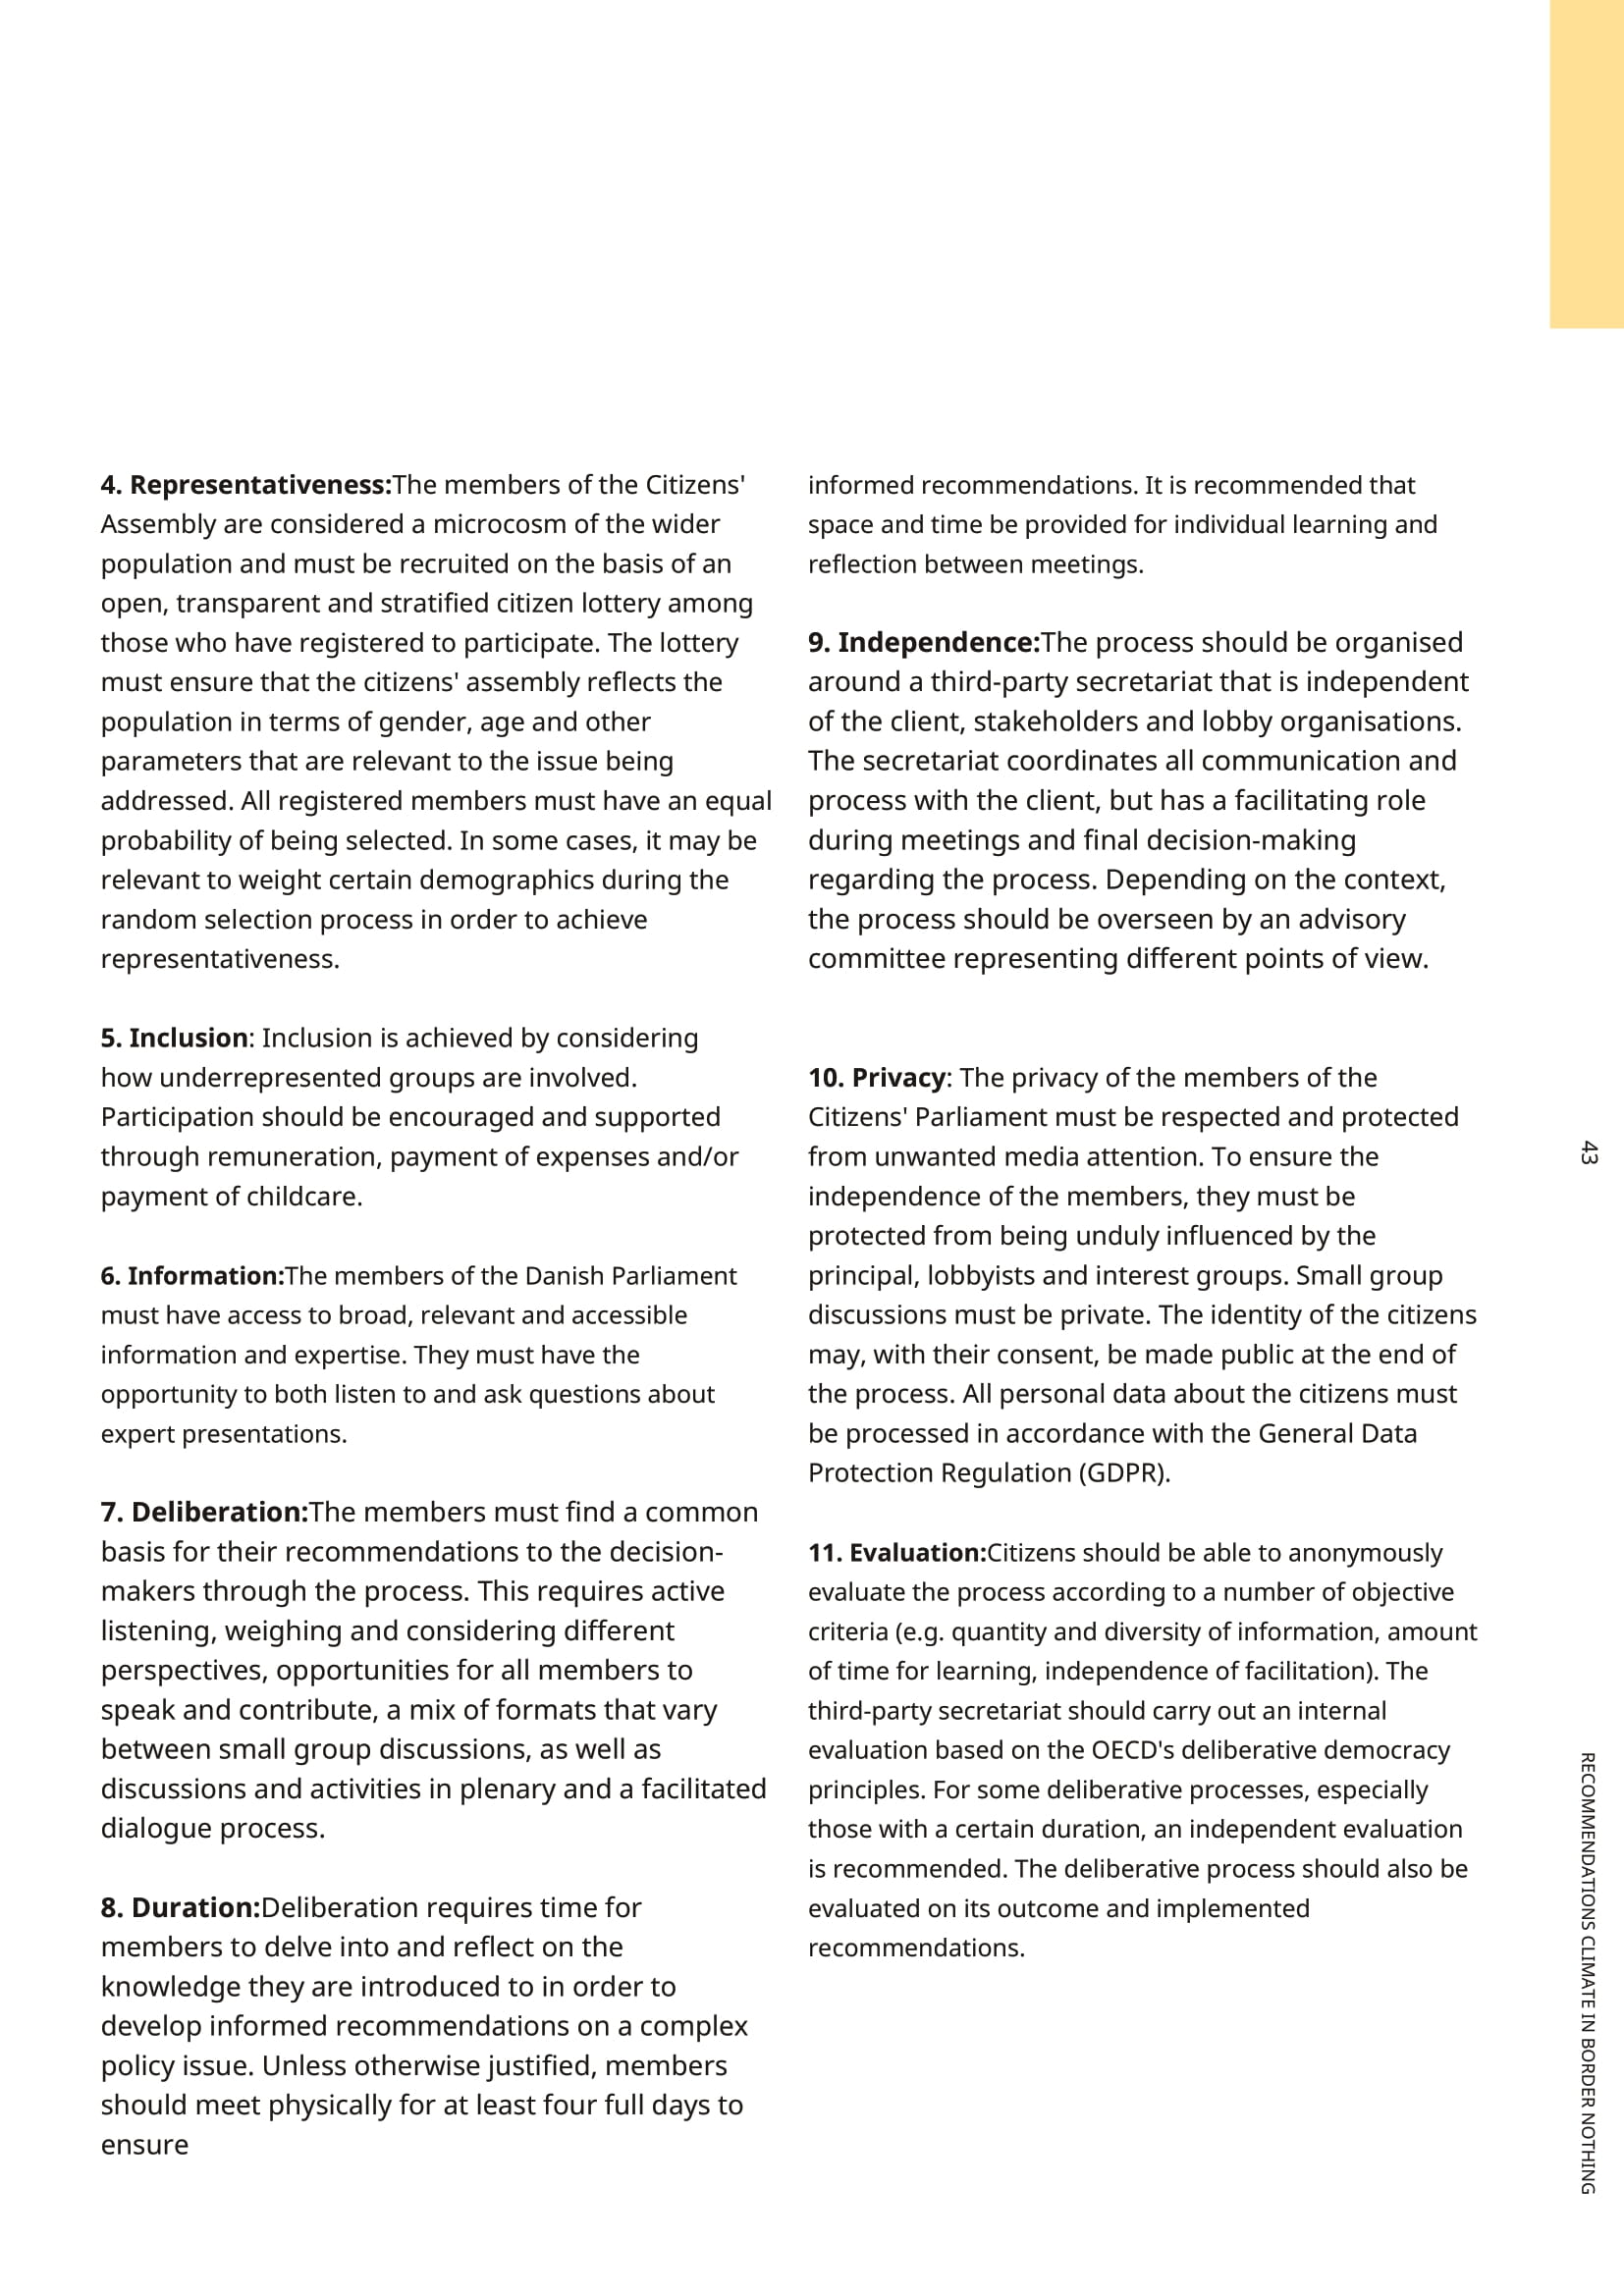 4. Representativeness:The members of the Citizens'
Assembly are considered a microcosm of the wider
population and must be recruited on the basis of an
open, transparent and stratified citizen lottery among
those who have registered to participate. The lottery
must ensure that the citizens' assembly reflects the
population in terms of gender, age and other
parameters that are relevant to the issue being
addressed. All registered members must have an equal
probability of being selected. In some cases, it may be
relevant to weight certain demographics during the
random selection process in order to achieve
representativeness.
5. Inclusion: Inclusion is achieved by considering
how underrepresented groups are involved.
Participation should be encouraged and supported
through remuneration, payment of expenses and/or
payment of childcare.
6. Information:The members of the Danish Parliament
must have access to broad, relevant and accessible
information and expertise. They must have the
opportunity to both listen to and ask questions about
expert presentations.
7. Deliberation:The members must find a common
basis for their recommendations to the decision-
makers through the process. This requires active
listening, weighing and considering different
perspectives, opportunities for all members to
speak and contribute, a mix of formats that vary
between small group discussions, as well as
discussions and activities in plenary and a facilitated
dialogue process.
8. Duration:Deliberation requires time for
members to delve into and reflect on the
knowledge they are introduced to in order to
develop informed recommendations on a complex
policy issue. Unless otherwise justified, members
should meet physically for at least four full days to
ensure
informed recommendations. It is recommended that
space and time be provided for individual learning and
reflection between meetings.
9. Independence:The process should be organised
around a third-party secretariat that is independent
of the client, stakeholders and lobby organisations.
The secretariat coordinates all communication and
process with the client, but has a facilitating role
during meetings and final decision-making
regarding the process. Depending on the context,
the process should be overseen by an advisory
committee representing different points of view.
10. Privacy: The privacy of the members of the
Citizens' Parliament must be respected and protected
from unwanted media attention. To ensure the
independence of the members, they must be
protected from being unduly influenced by the
principal, lobbyists and interest groups. Small group
discussions must be private. The identity of the citizens
may, with their consent, be made public at the end of
the process. All personal data about the citizens must
be processed in accordance with the General Data
Protection Regulation (GDPR).
11. Evaluation:Citizens should be able to anonymously
evaluate the process according to a number of objective
criteria (e.g. quantity and diversity of information, amount
of time for learning, independence of facilitation). The
third-party secretariat should carry out an internal
evaluation based on the OECD's deliberative democracy
principles. For some deliberative processes, especially
those with a certain duration, an independent evaluation
is recommended. The deliberative process should also be
evaluated on its outcome and implemented
recommendations.
43
RECOMMENDATIONS CLIMATE IN BORDER NOTHING